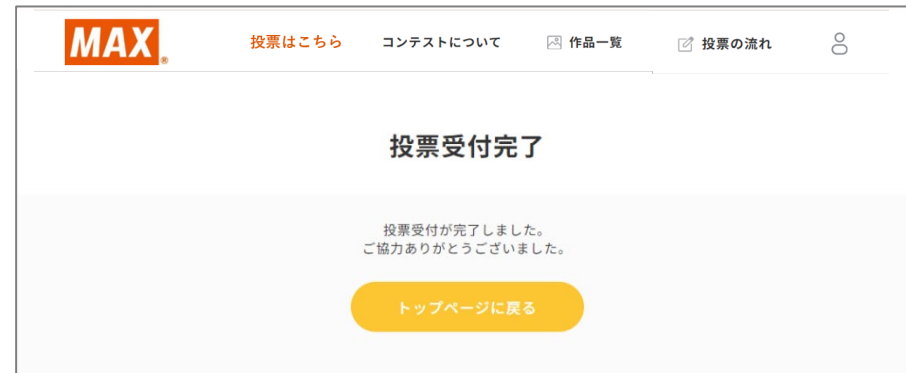 MAX®
投票はこちら
コンテストについて
作品一覧
投票の流れ
投票受付完了
投票受付が完了しました。
ご協力ありがとうございました。
トップページに戻る